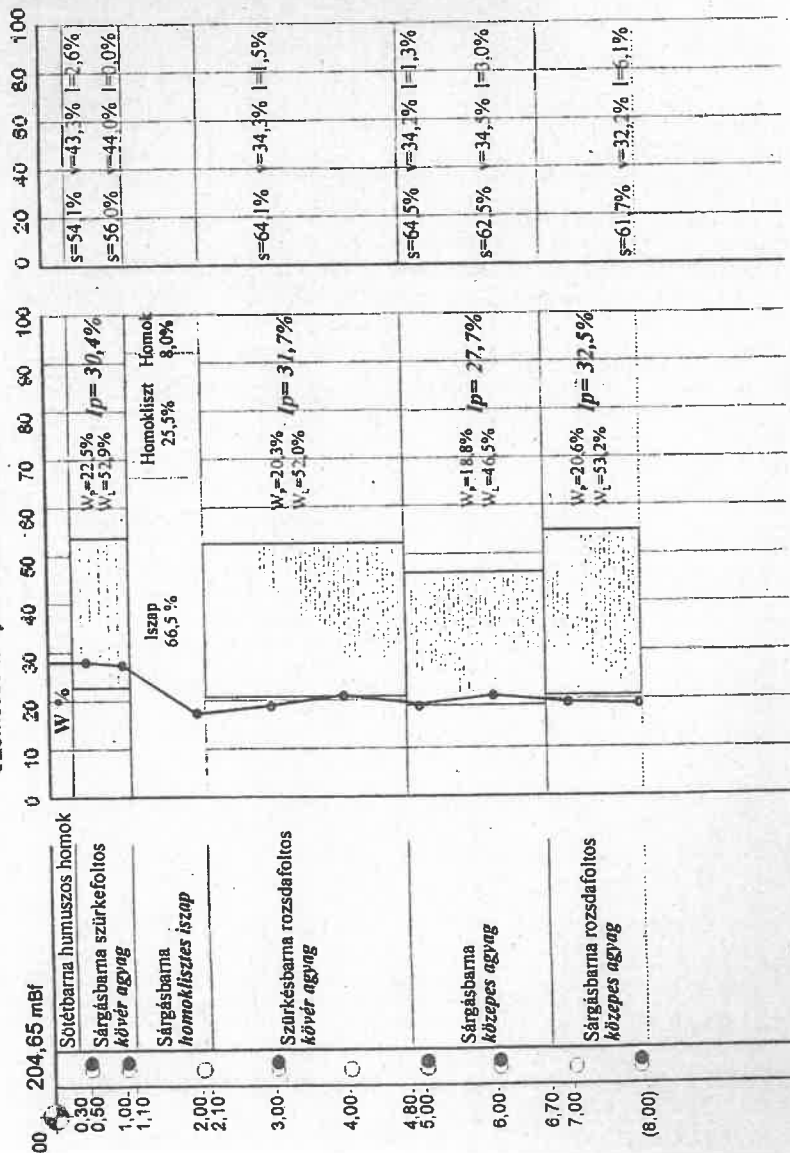 00
204,65 mBf
0,30
0,50
1,00
1,10
2,00
2,10
3,00
4,00
4,80
5,00
6,00
6,70
7,00
(8,00)
Sötétbarna humuszos homok
Sárgásbarna szürkefoltos
kövér agyag
Sárgásbarna
homoklisztes iszap
Szürkésbarna rozsdafoltos
kövér agyag
Sárgásbarna
közepes agyag
Sárgásbarna rozsdafoltos
közepes agyag
0 10 20 30 40 50 60 70 80 90 100
W %
WP=22,5%
WL=52,9%
Ip= 30,4%
Iszap
66,5 %
Homokliszt
25,5%
Homok
8,0%
WP=20,3%
WL=52,0%
Ip= 31,7%
WP=18,8%
WL=46,5%
Ip= 27,7%
WP=20,6%
WL=53,2%
Ip= 32,5%
0 20 40 60 80 100
s=54,1% v=43,3% l=2,6%
s=56,0% v=44,0% l=0,0%
s=64,1% v=34,3% l=1,5%
s=64,5% v=34,2% l=1,3%
s=62,5% v=34,5% l=3,0%
s=61,7% v=32,2% l=6,1%